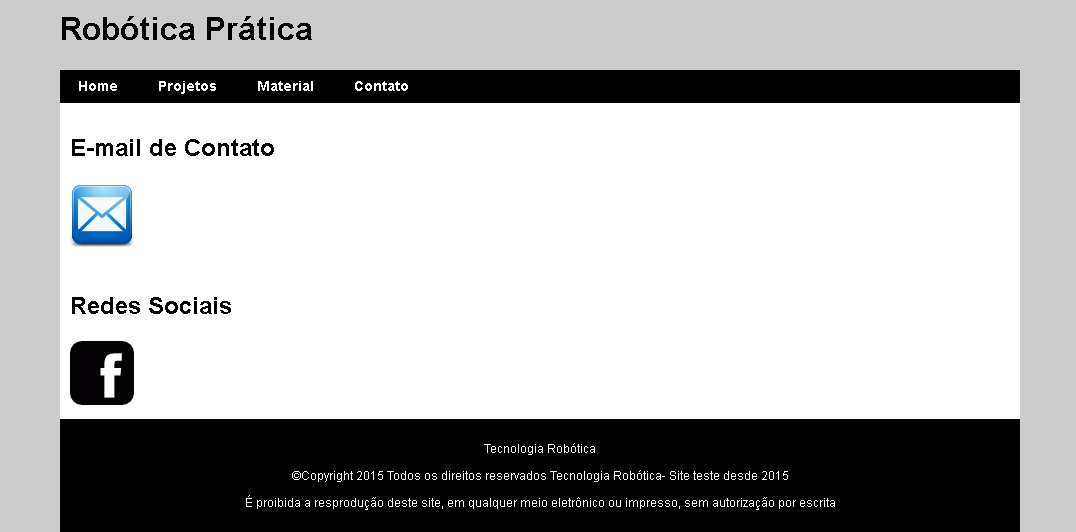 Robótica Prática
Home Projetos Material Contato
E-mail de Contato
Redes Sociais
f
Tecnologia Robótica
©Copyright 2015 Todos os direitos reservados Tecnologia Robótica- Site teste desde 2015
É proibida a resprodução deste site, em qualquer meio eletrônico ou impresso, sem autorização por escrita